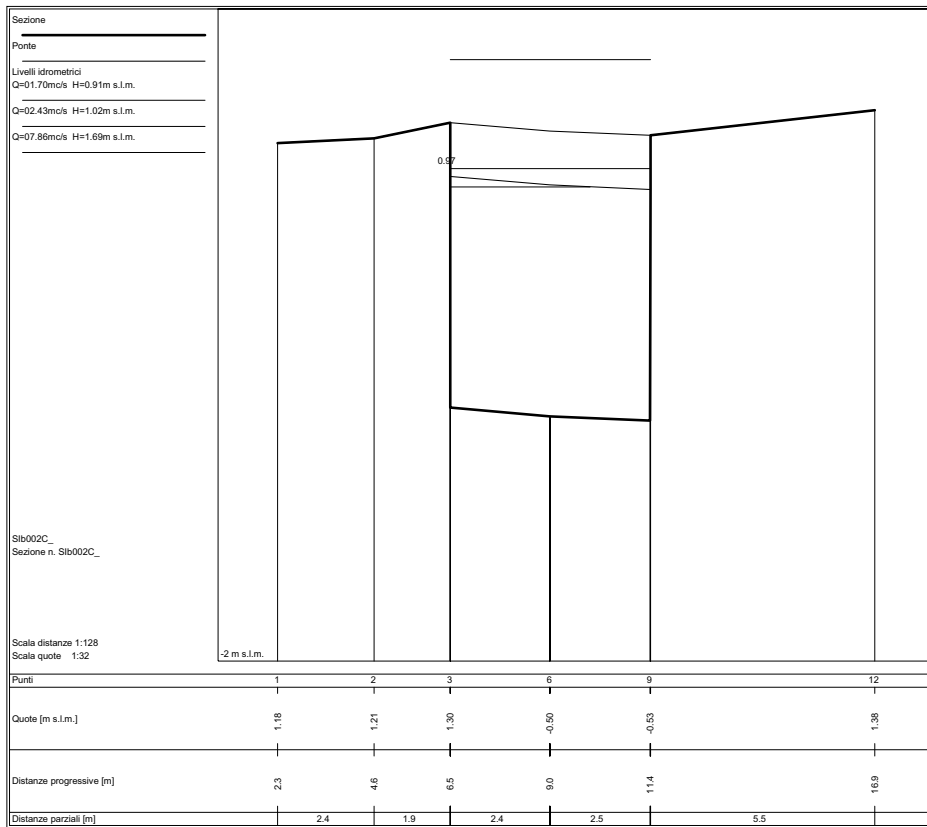 Sezione
Ponte
Livelli idrometrici
Q=01.70mc/s H=0.91m s.l.m.
Q=02.43mc/s H=1.02m s.l.m.
Q=07.86mc/s H=1.69m s.l.m.
0.97
Slb002C_
Sezione n. Slb002C_
Scala distanze 1:128
Scala quote 1:32
-2 m s.l.m.
Punti 1 2 3 6 9 12
Quote [m s.l.m.] 1.18 1.21 1.30 -0.50 -0.53 1.38
Distanze progressive [m] 2.3 4.6 6.5 9.0 11.4 16.9
Distanze parziali [m] 2.4 1.9 2.4 2.5 5.5